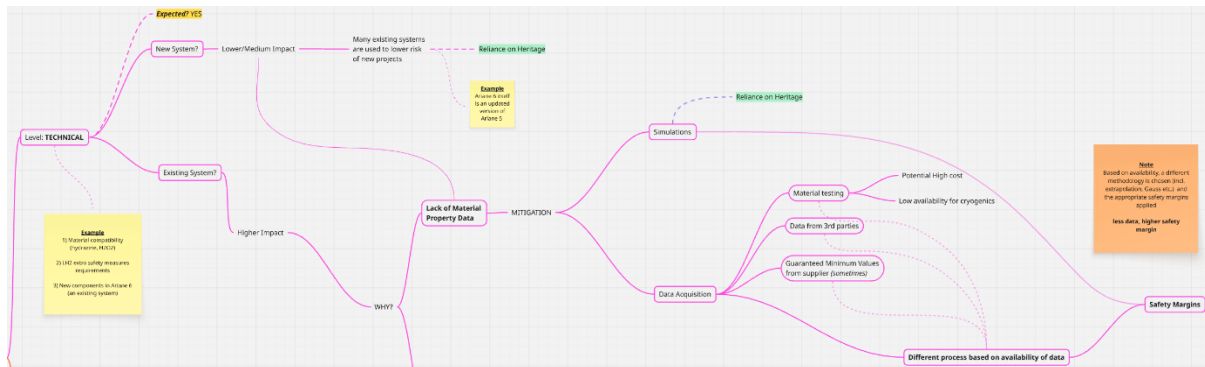 Expected? YES
New System?
Lower/Medium Impact
Many existing systems
are used to lower risk
of new projects
Reliance on Heritage
Example
Ariane 6 itself
is an updated
version of
Ariane 5
Level: TECHNICAL
Existing System?
Higher Impact
Example
1) Material compatibility
(hydrazine, H2O2)
2) LH2 extra safety measures
requirements
3) New components in Ariane 6
(an existing system)
WHY?
Lack of Material
Property Data
MITIGATION
Reliance on Heritage
Simulations
Material testing
Potential High cost
Low availability for cryogenics
Data from 3rd parties
Guaranteed Minimum Values
from supplier (sometimes)
Data Acquisition
Different process based on availability of data
Safety Margins
Note
Based on availability, a different
methodology is chosen (incl.
extrapilation, Gauss etc.) and
the appropriate safety margins
applied
less data, higher safety
margin